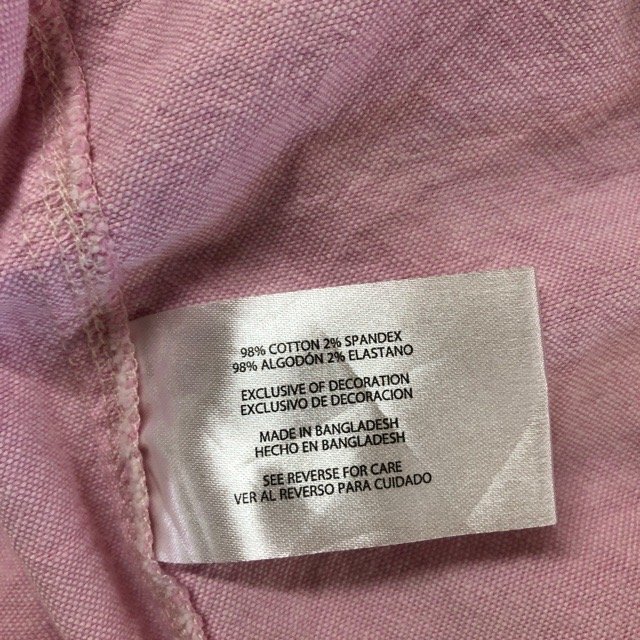 98% COTTON 2% SPANDEX
98% ALGODÓN 2% ELASTANO
EXCLUSIVE OF DECORATION
EXCLUSIVO DE DECORACION
MADE IN BANGLADESH
HECHO EN BANGLADESH
SEE REVERSE FOR CARE
VER AL REVERSO PARA CUIDADO